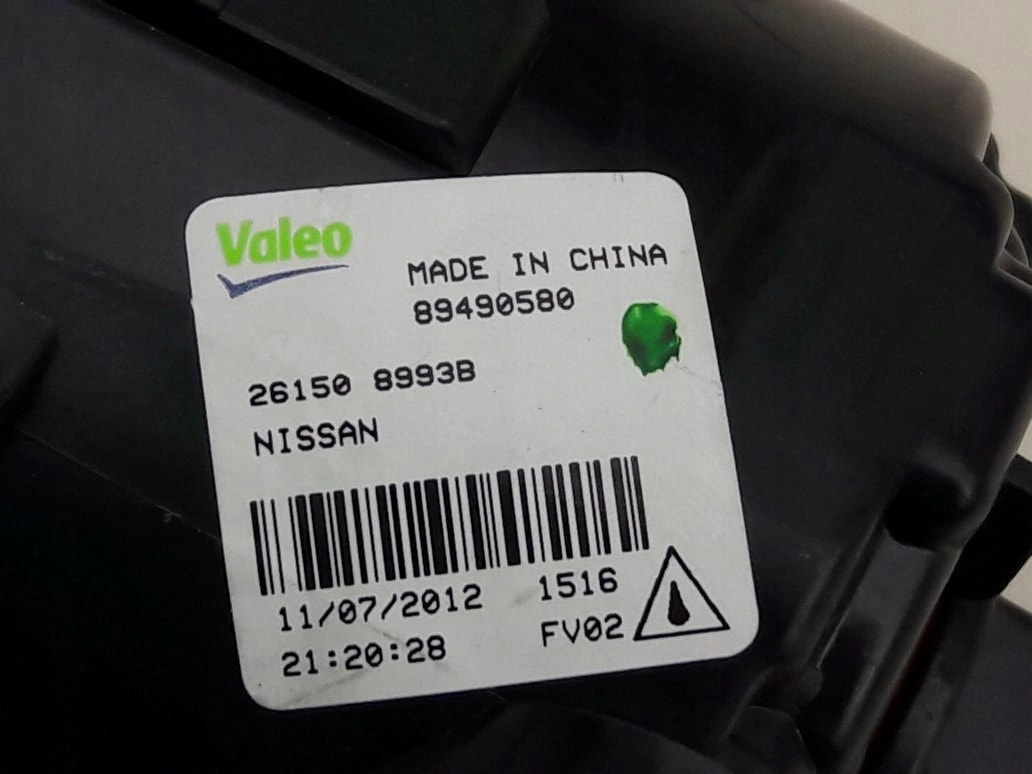 Valeo
MADE IN CHINA
89490580
26150 8993B
NISSAN
11/07/2012 1516
21:20:28 FV02